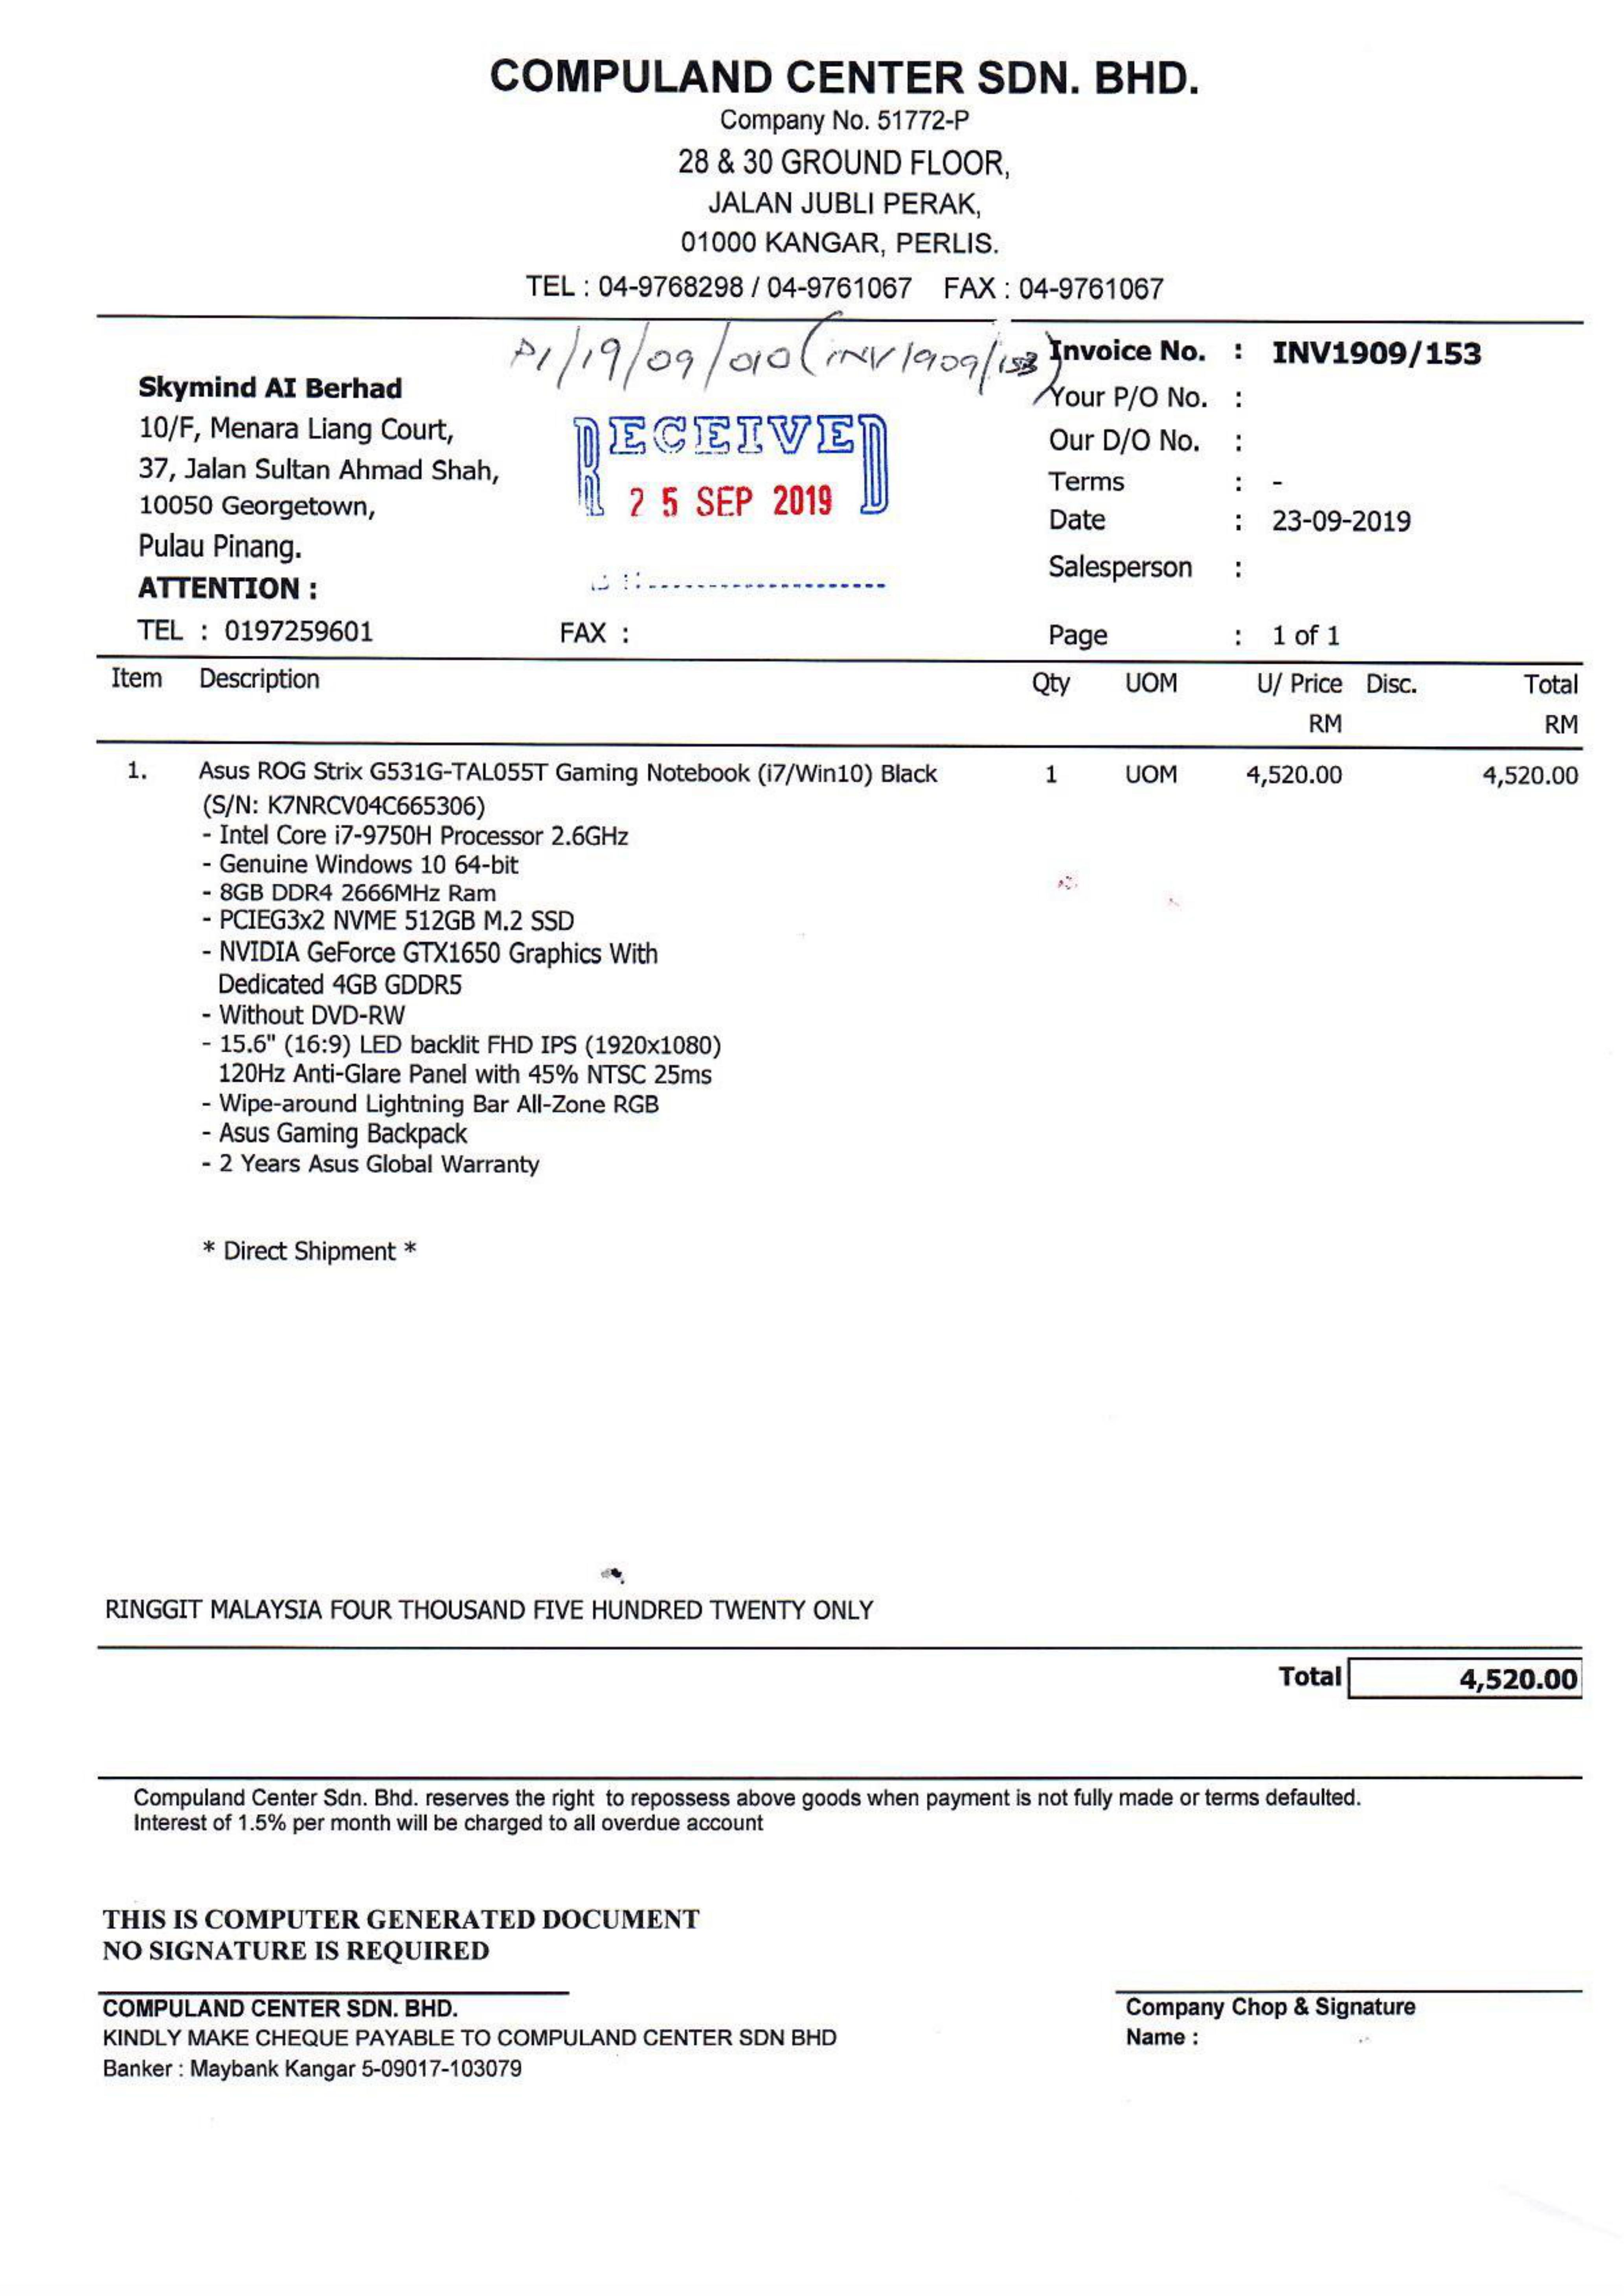 COMPULAND CENTER SDN. BHD.
Company No. 51772-P
28 & 30 GROUND FLOOR,
JALAN JUBLI PERAK,
01000 KANGAR, PERLIS.
TEL : 04-9768298 / 04-9761067 FAX : 04-9761067
PI/19/09/010 (INV1909/153)
Invoice No. : INV1909/153
Skymind AI Berhad
Your P/O No. :
10/F, Menara Liang Court,
RECEIVED
Our D/O No. :
37, Jalan Sultan Ahmad Shah,
Terms : -
10050 Georgetown,
25 SEP 2019
Date : 23-09-2019
Pulau Pinang.
Salesperson :
ATTENTION :
TEL : 0197259601 FAX : Page : 1 of 1
Item Description Qty UOM U/ Price Disc. Total
RM RM
1. Asus ROG Strix G531G-TAL055T Gaming Notebook (i7/Win10) Black 1 UOM 4,520.00 4,520.00
(S/N: K7NRCV04C665306)
- Intel Core i7-9750H Processor 2.6GHz
- Genuine Windows 10 64-bit
- 8GB DDR4 2666MHz Ram
- PCIEG3x2 NVME 512GB M.2 SSD
- NVIDIA GeForce GTX1650 Graphics With
Dedicated 4GB GDDR5
- Without DVD-RW
- 15.6" (16:9) LED backlit FHD IPS (1920x1080)
120Hz Anti-Glare Panel with 45% NTSC 25ms
- Wipe-around Lightning Bar All-Zone RGB
- Asus Gaming Backpack
- 2 Years Asus Global Warranty
* Direct Shipment *
RINGGIT MALAYSIA FOUR THOUSAND FIVE HUNDRED TWENTY ONLY
Total 4,520.00
Compuland Center Sdn. Bhd. reserves the right to repossess above goods when payment is not fully made or terms defaulted.
Interest of 1.5% per month will be charged to all overdue account
THIS IS COMPUTER GENERATED DOCUMENT
NO SIGNATURE IS REQUIRED
COMPULAND CENTER SDN. BHD.
Company Chop & Signature
KINDLY MAKE CHEQUE PAYABLE TO COMPULAND CENTER SDN BHD
Name :
Banker : Maybank Kangar 5-09017-103079